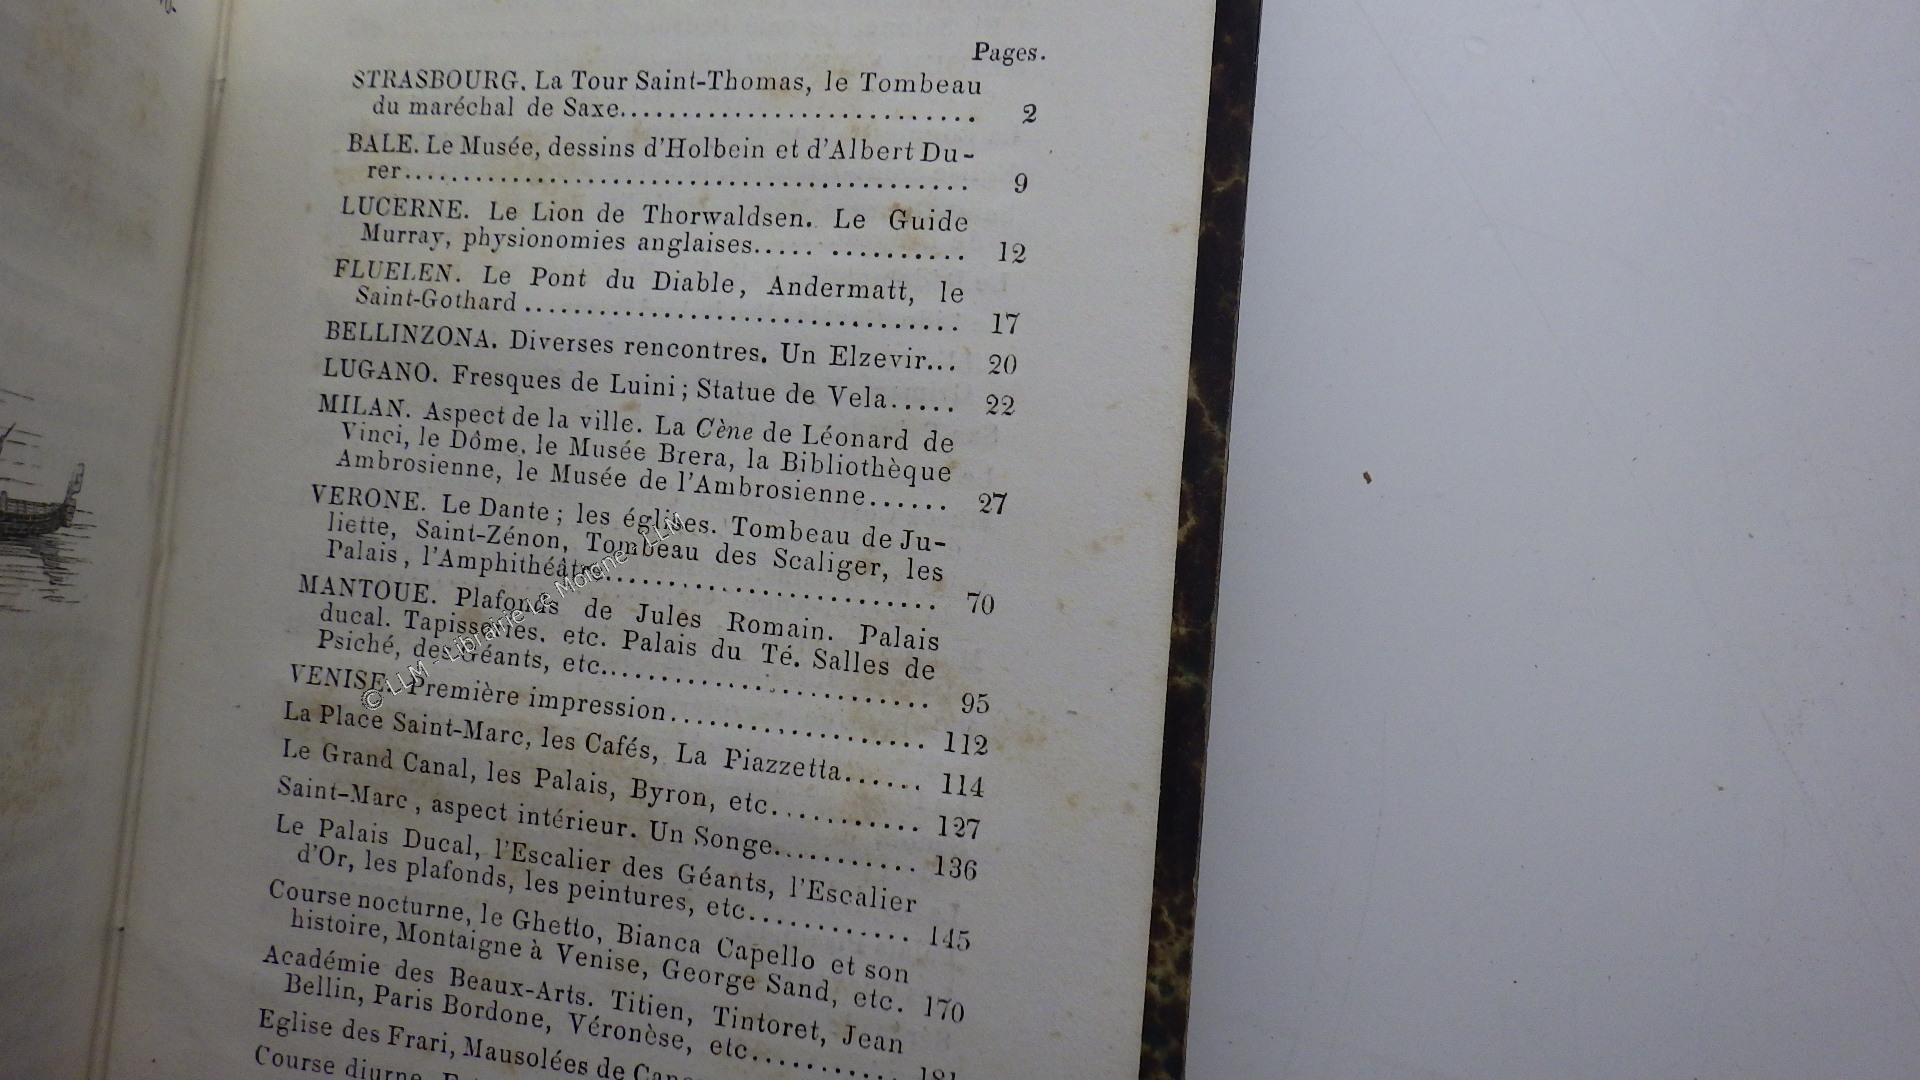 Pages.
STRASBOURG. La Tour Saint-Thomas, le Tombeau
du maréchal de Saxe............................ 2
BALE. Le Musée, dessins d'Holbein et d'Albert Du-
rer............................................ 9
LUCERNE. Le Lion de Thorwaldsen. Le Guide
Murray, physionomies anglaises..... ........... 12
FLUELEN. Le Pont du Diable, Andermatt, le
Saint-Gothard .................................. 17
BELLINZONA. Diverses rencontres. Un Elzevir... 20
LUGANO. Fresques de Luini; Statue de Vela..... 22
MILAN. Aspect de la ville. La Cène de Léonard de
Vinci, le Dôme, le Musée Brera, la Bibliothèque
Ambrosienne, le Musée de l'Ambrosienne...... 27
VERONE. Le Dante; les églises. Tombeau de Ju-
liette, Saint-Zénon, Tombeau des Scaliger, les
Palais, l'Amphithéâtre............................ 70
MANTOUE. Plafonds de Jules Romain. Palais
ducal. Tapisseries. etc. Palais du Té. Salles de
Psiché, des Géants, etc.......................... 95
VENISE. Première impression..................... 112
La Place Saint-Marc, les Cafés, La Piazzetta...... 114
Le Grand Canal, les Palais, Byron, etc............ 127
Saint-Marc, aspect intérieur. Un Songe........... 136
Le Palais Ducal, l'Escalier des Géants, l'Escalier
d'Or, les plafonds, les peintures, etc............ 145
Course nocturne, le Ghetto, Bianca Capello et son
histoire, Montaigne à Venise, George Sand, etc. 170
Académie des Beaux-Arts. Titien, Tintoret, Jean
Bellin, Paris Bordone, Véronèse, etc........... 181
Eglise des Frari, Mausolées de
Course diurne.
© LLM - Librairie Le Moigne - LLM